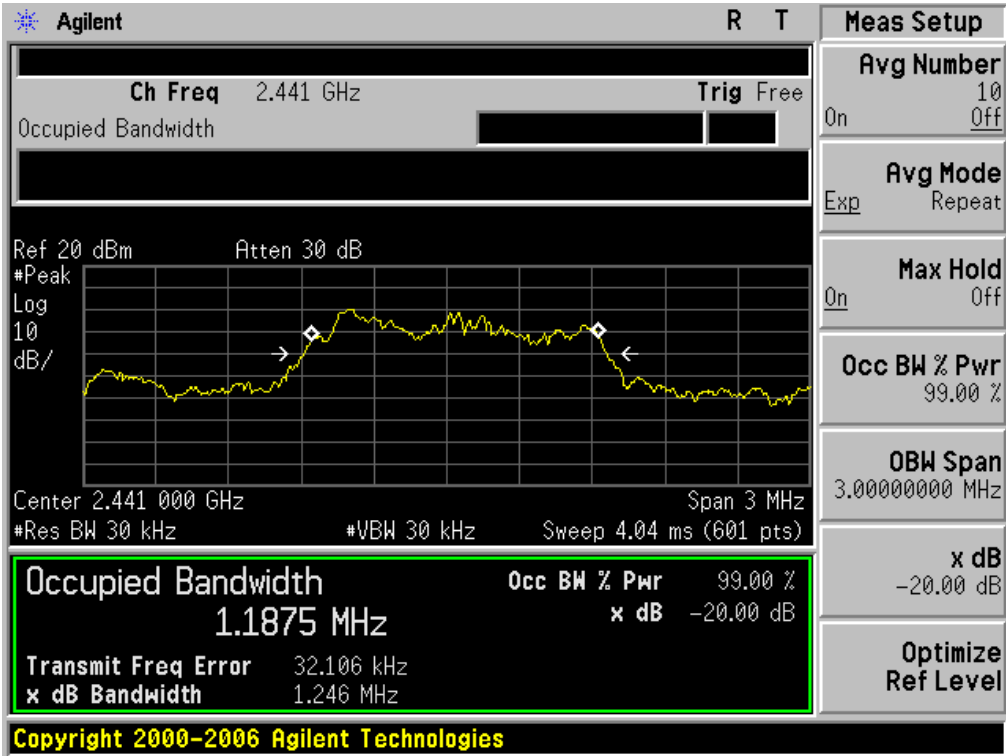 Agilent R T
Meas Setup
Ch Freq 2.441 GHz Trig Free
Occupied Bandwidth
Ref 20 dBm Atten 30 dB
#Peak
Log
10
dB/
Center 2.441 000 GHz Span 3 MHz
#Res BW 30 kHz #VBW 30 kHz Sweep 4.04 ms (601 pts)
Occupied Bandwidth
1.1875 MHz
Occ BW % Pwr 99.00 %
x dB -20.00 dB
Transmit Freq Error 32.106 kHz
x dB Bandwidth 1.246 MHz
Avg Number
10
On Off
Avg Mode
Exp Repeat
Max Hold
On Off
Occ BW % Pwr
99.00 %
OBW Span
3.00000000 MHz
x dB
-20.00 dB
Optimize
Ref Level
Copyright 2000-2006 Agilent Technologies